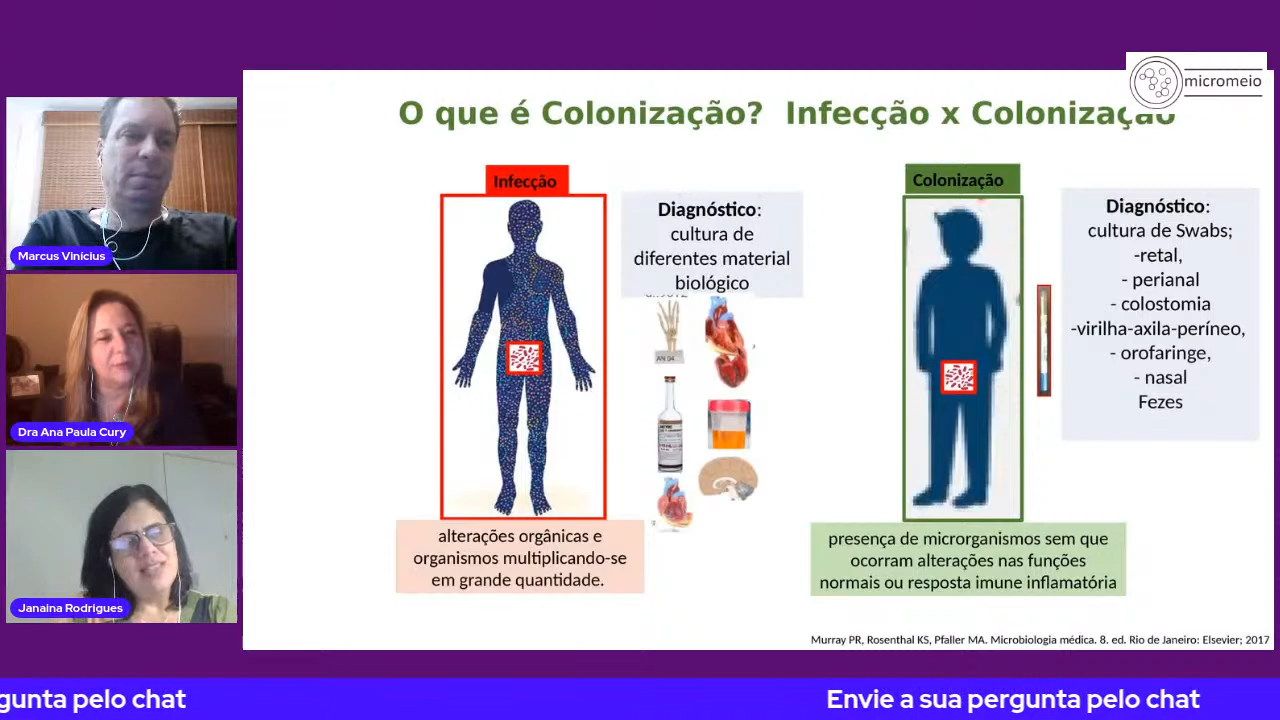 micromeio
O que é Colonização?  Infecção x Colonização
Infecção
Diagnóstico:
cultura de
diferentes material
biológico
AN 04
alterações orgânicas e
organismos multiplicando-se
em grande quantidade.
Colonização
Diagnóstico:
cultura de Swabs;
-retal,
- perianal
- colostomia
-virilha-axila-períneo,
- orofaringe,
- nasal
Fezes
presença de microrganismos sem que
ocorram alterações nas funções
normais ou resposta imune inflamatória
Murray PR, Rosenthal KS, Pfaller MA. Microbiologia médica. 8. ed. Rio de Janeiro: Elsevier; 2017
Marcus Vinícius
Dra Ana Paula Cury
Janaina Rodrigues
gunta pelo chat
Envie a sua pergunta pelo chat